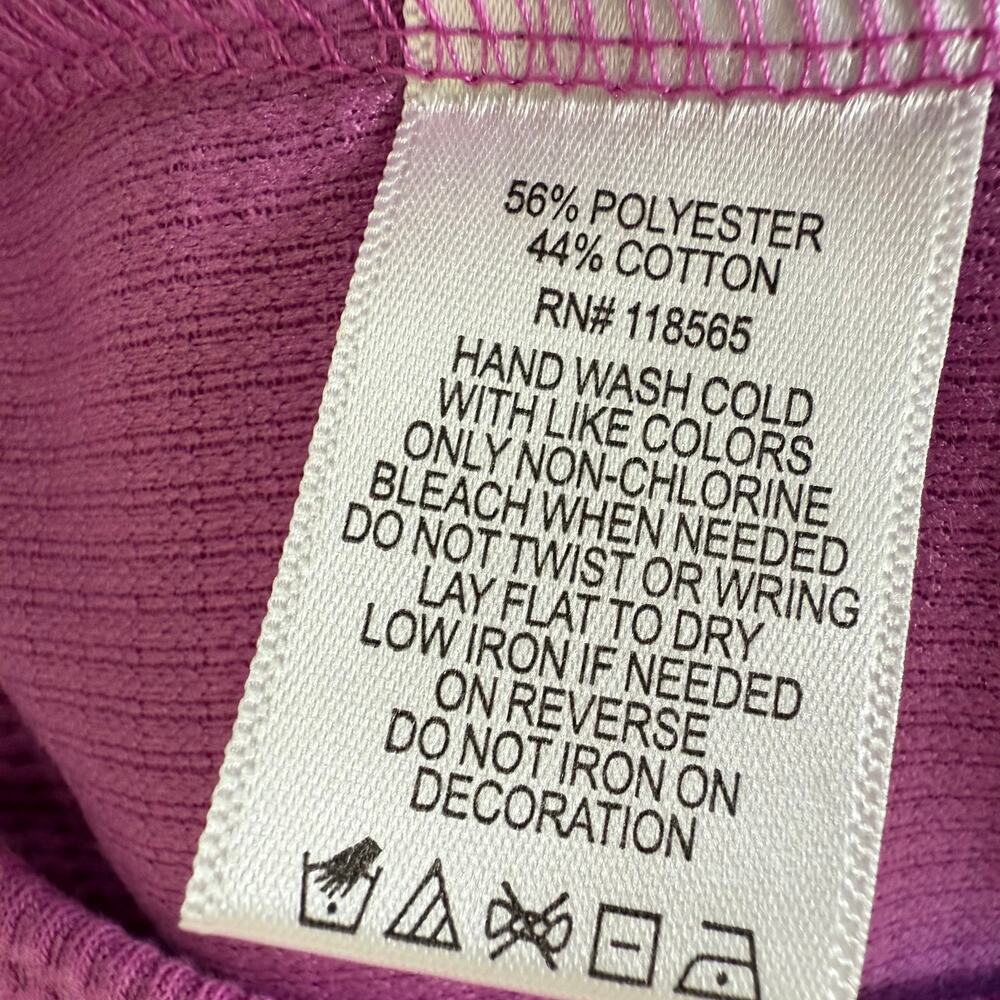 56% POLYESTER
44% COTTON
RN# 118565
HAND WASH COLD
WITH LIKE COLORS
ONLY NON-CHLORINE
BLEACH WHEN NEEDED
DO NOT TWIST OR WRING
LAY FLAT TO DRY
LOW IRON IF NEEDED
ON REVERSE
DO NOT IRON ON
DECORATION